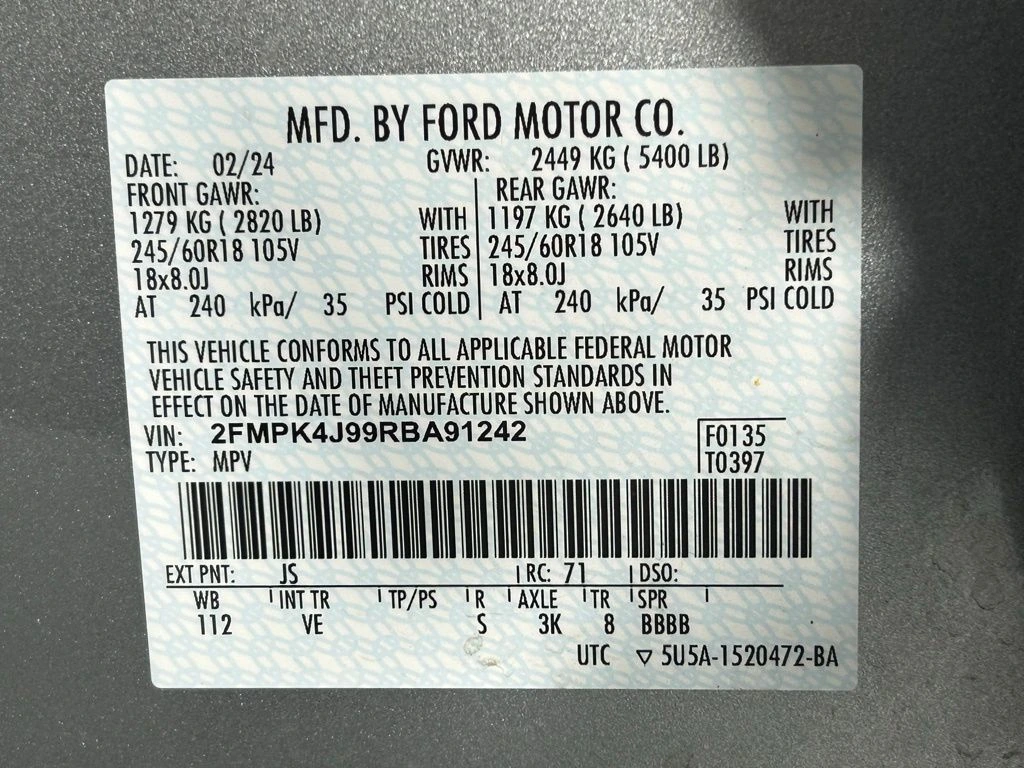 MFD. BY FORD MOTOR CO.
DATE: 02/24 GVWR: 2449 KG ( 5400 LB)
FRONT GAWR: REAR GAWR:
1279 KG ( 2820 LB) WITH 1197 KG ( 2640 LB) WITH
245/60R18 105V TIRES 245/60R18 105V TIRES
18x8.0J RIMS 18x8.0J RIMS
AT 240 kPa/ 35 PSI COLD AT 240 kPa/ 35 PSI COLD
THIS VEHICLE CONFORMS TO ALL APPLICABLE FEDERAL MOTOR
VEHICLE SAFETY AND THEFT PREVENTION STANDARDS IN
EFFECT ON THE DATE OF MANUFACTURE SHOWN ABOVE.
VIN: 2FMPK4J99RBA91242 F0135
TYPE: MPV T0397
EXT PNT: JS RC: 71 DSO:
WB INT TR TP/PS R AXLE TR SPR
112 VE S 3K 8 BBBB
UTC ▽ 5U5A-1520472-BA